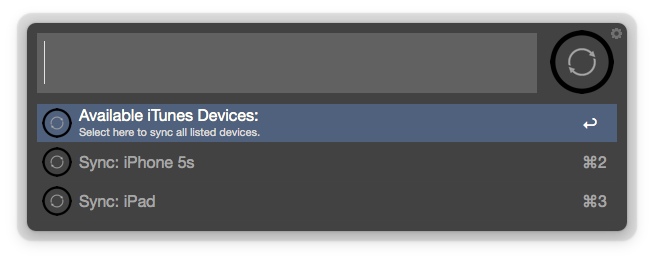 Available iTunes Devices:
Select here to sync all listed devices.
Sync: iPhone 5s ⌘2
Sync: iPad ⌘3